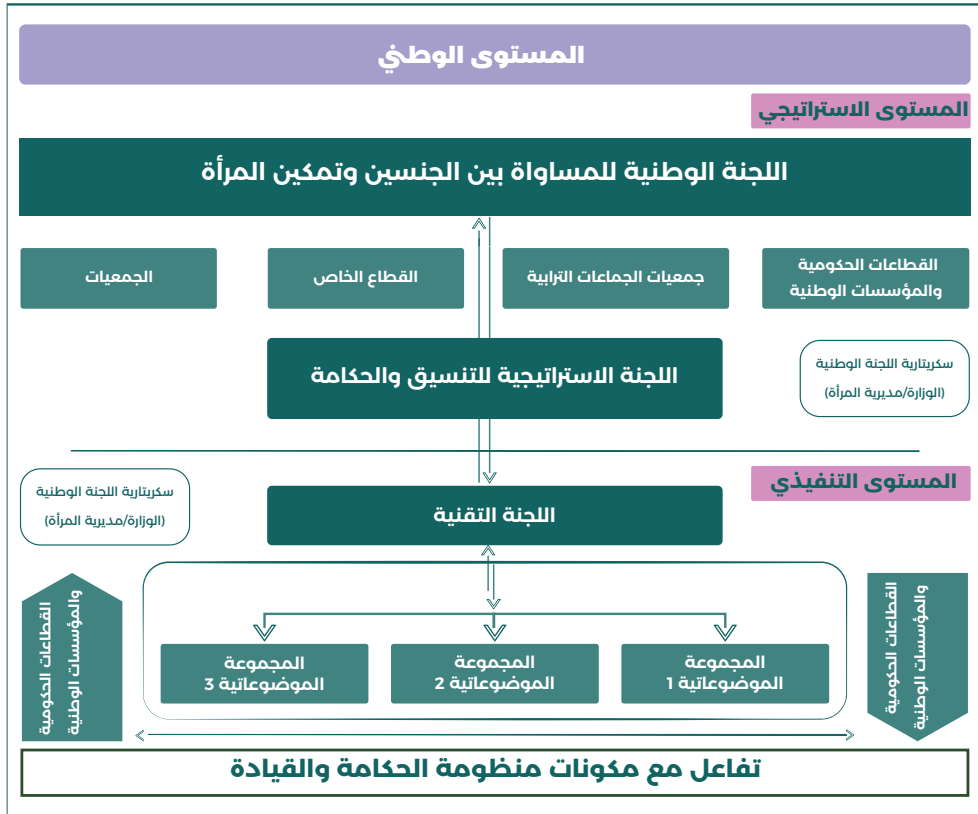 المستوى الوطني
المستوى الاستراتيجي
اللجنة الوطنية للمساواة بين الجنسين وتمكين المرأة
القطاعات الحكومية
والمؤسسات الوطنية
جمعيات الجماعات الترابية
القطاع الخاص
الجمعيات
اللجنة الاستراتيجية للتنسيق والحكامة
سكريتارية اللجنة الوطنية
(الوزارة/مديرية المرأة)
المستوى التنفيذي
سكريتارية اللجنة الوطنية
(الوزارة/مديرية المرأة)
اللجنة التقنية
القطاعات الحكومية
والمؤسسات الوطنية
المجموعة
الموضوعاتية 1
المجموعة
الموضوعاتية 2
المجموعة
الموضوعاتية 3
القطاعات الحكومية
والمؤسسات الوطنية
تفاعل مع مكونات منظومة الحكامة والقيادة